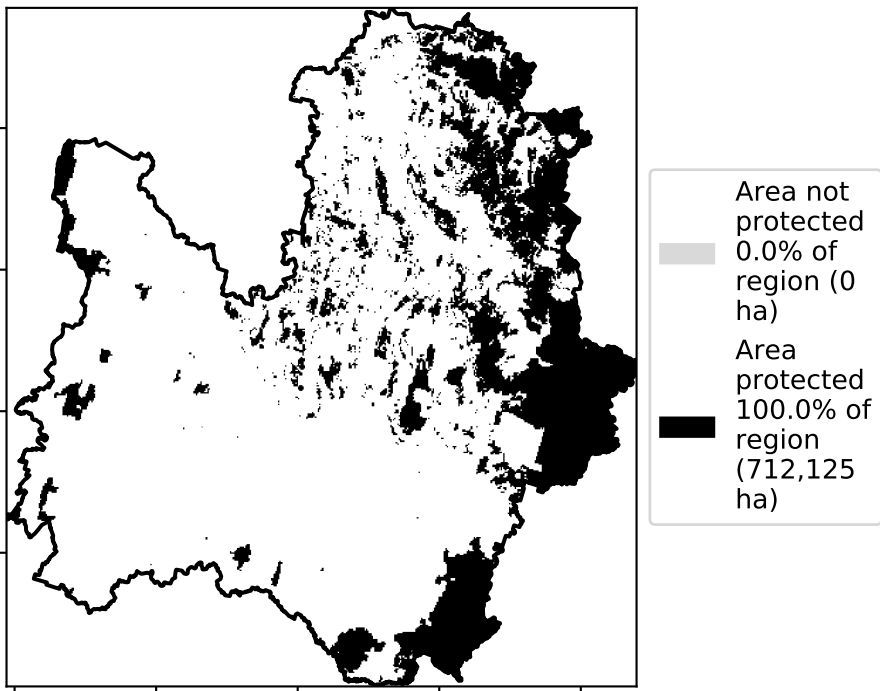 Area not
protected
0.0% of
region (0
ha)
Area
protected
100.0% of
region
(712,125
ha)